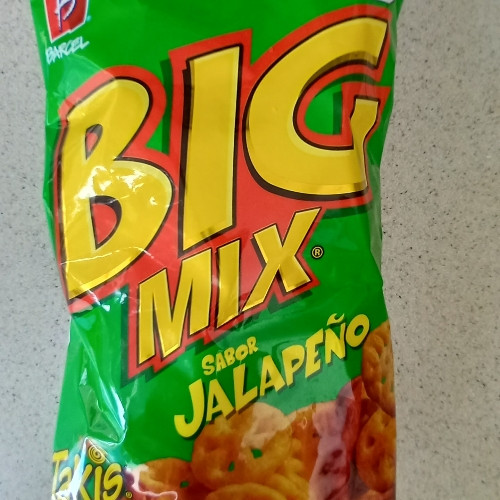 BARCEL
BIG
MIX®
SABOR
JALAPEÑO
TAKIS®